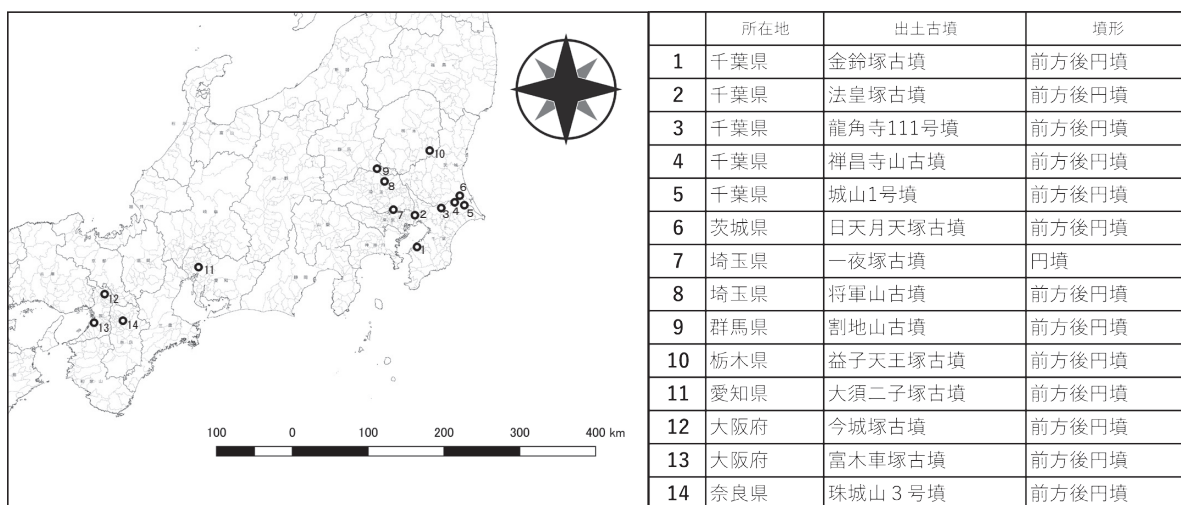 10
9
8
6
7
2
3
4
5
1
11
12
13
14
100 0 100 200 300 400 km
所在地 出土古墳 墳形
1 千葉県 金鈴塚古墳 前方後円墳
2 千葉県 法皇塚古墳 前方後円墳
3 千葉県 龍角寺111号墳 前方後円墳
4 千葉県 禅昌寺山古墳 前方後円墳
5 千葉県 城山1号墳 前方後円墳
6 茨城県 日天月天塚古墳 前方後円墳
7 埼玉県 一夜塚古墳 円墳
8 埼玉県 将軍山古墳 前方後円墳
9 群馬県 割地山古墳 前方後円墳
10 栃木県 益子天王塚古墳 前方後円墳
11 愛知県 大須二子塚古墳 前方後円墳
12 大阪府 今城塚古墳 前方後円墳
13 大阪府 富木車塚古墳 前方後円墳
14 奈良県 珠城山３号墳 前方後円墳